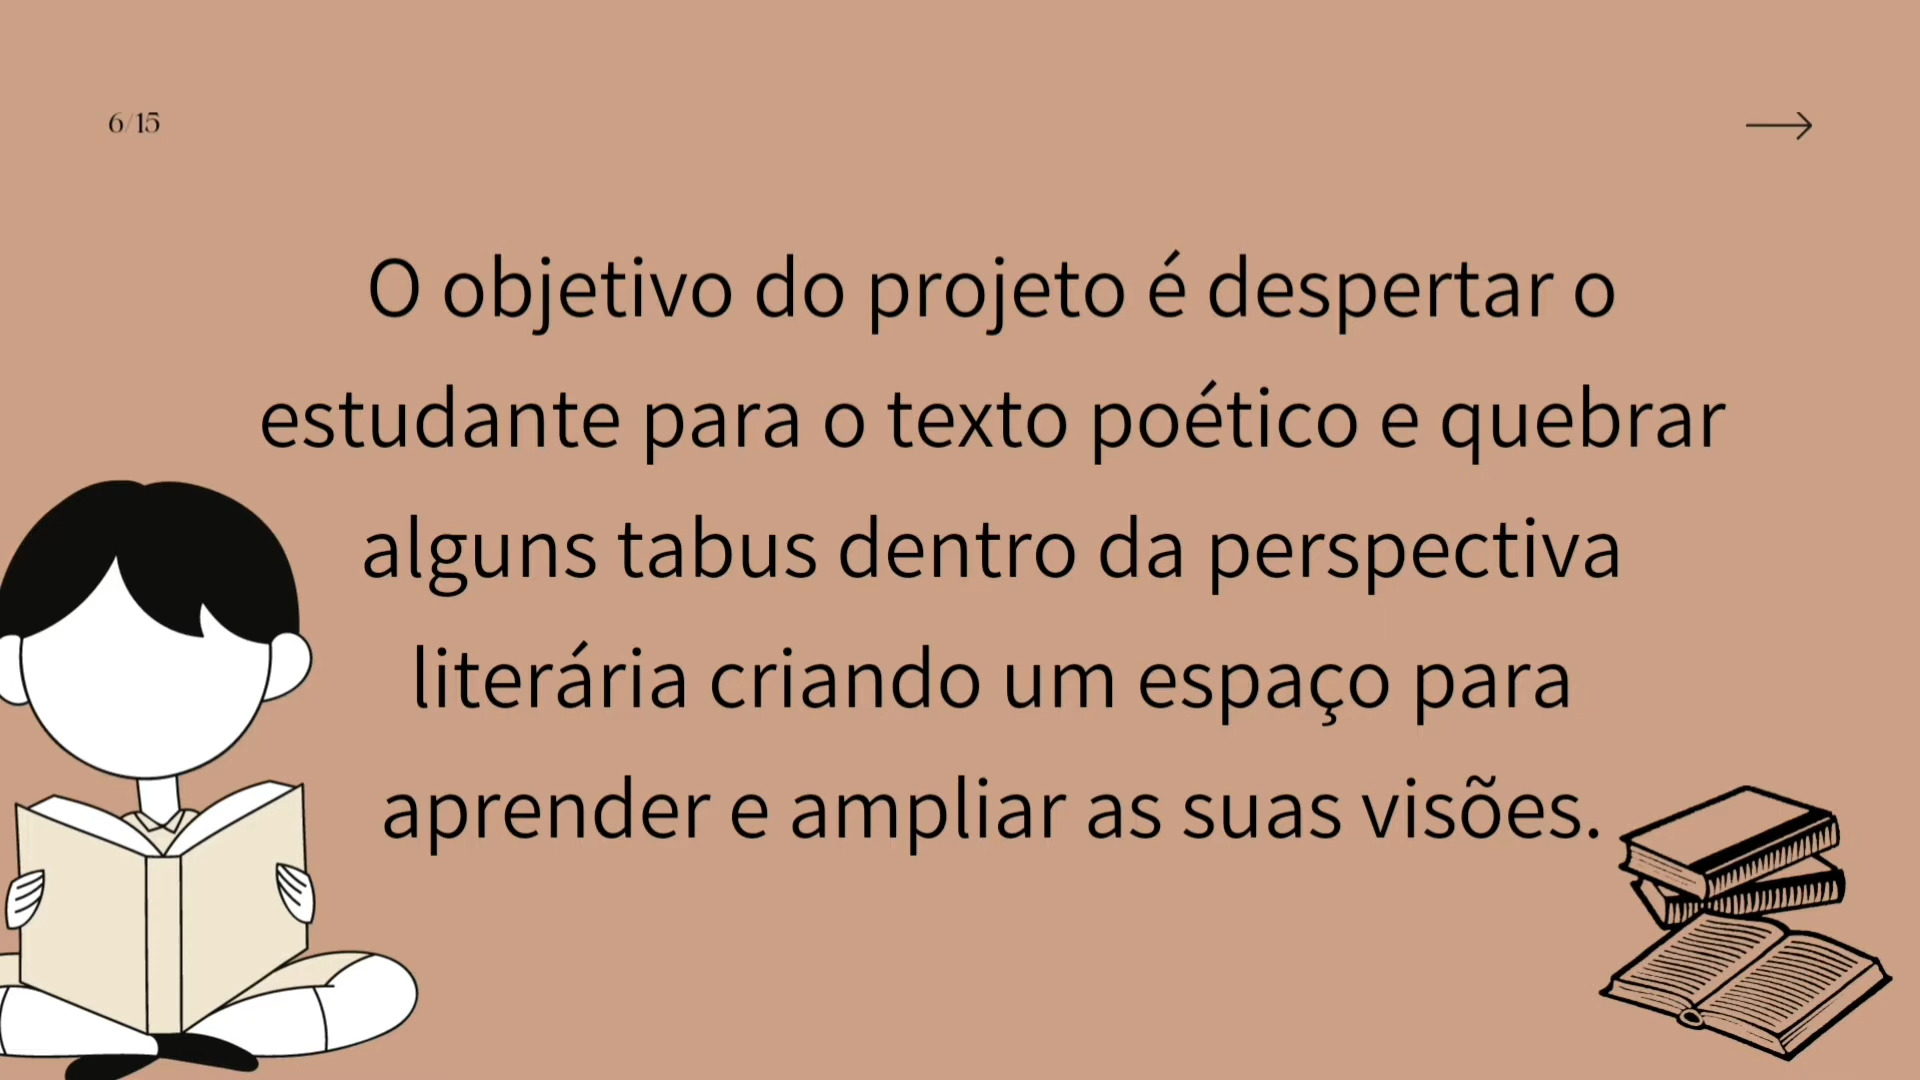 6/15
O objetivo do projeto é despertar o
estudante para o texto poético e quebrar
alguns tabus dentro da perspectiva
literária criando um espaço para
aprender e ampliar as suas visões.